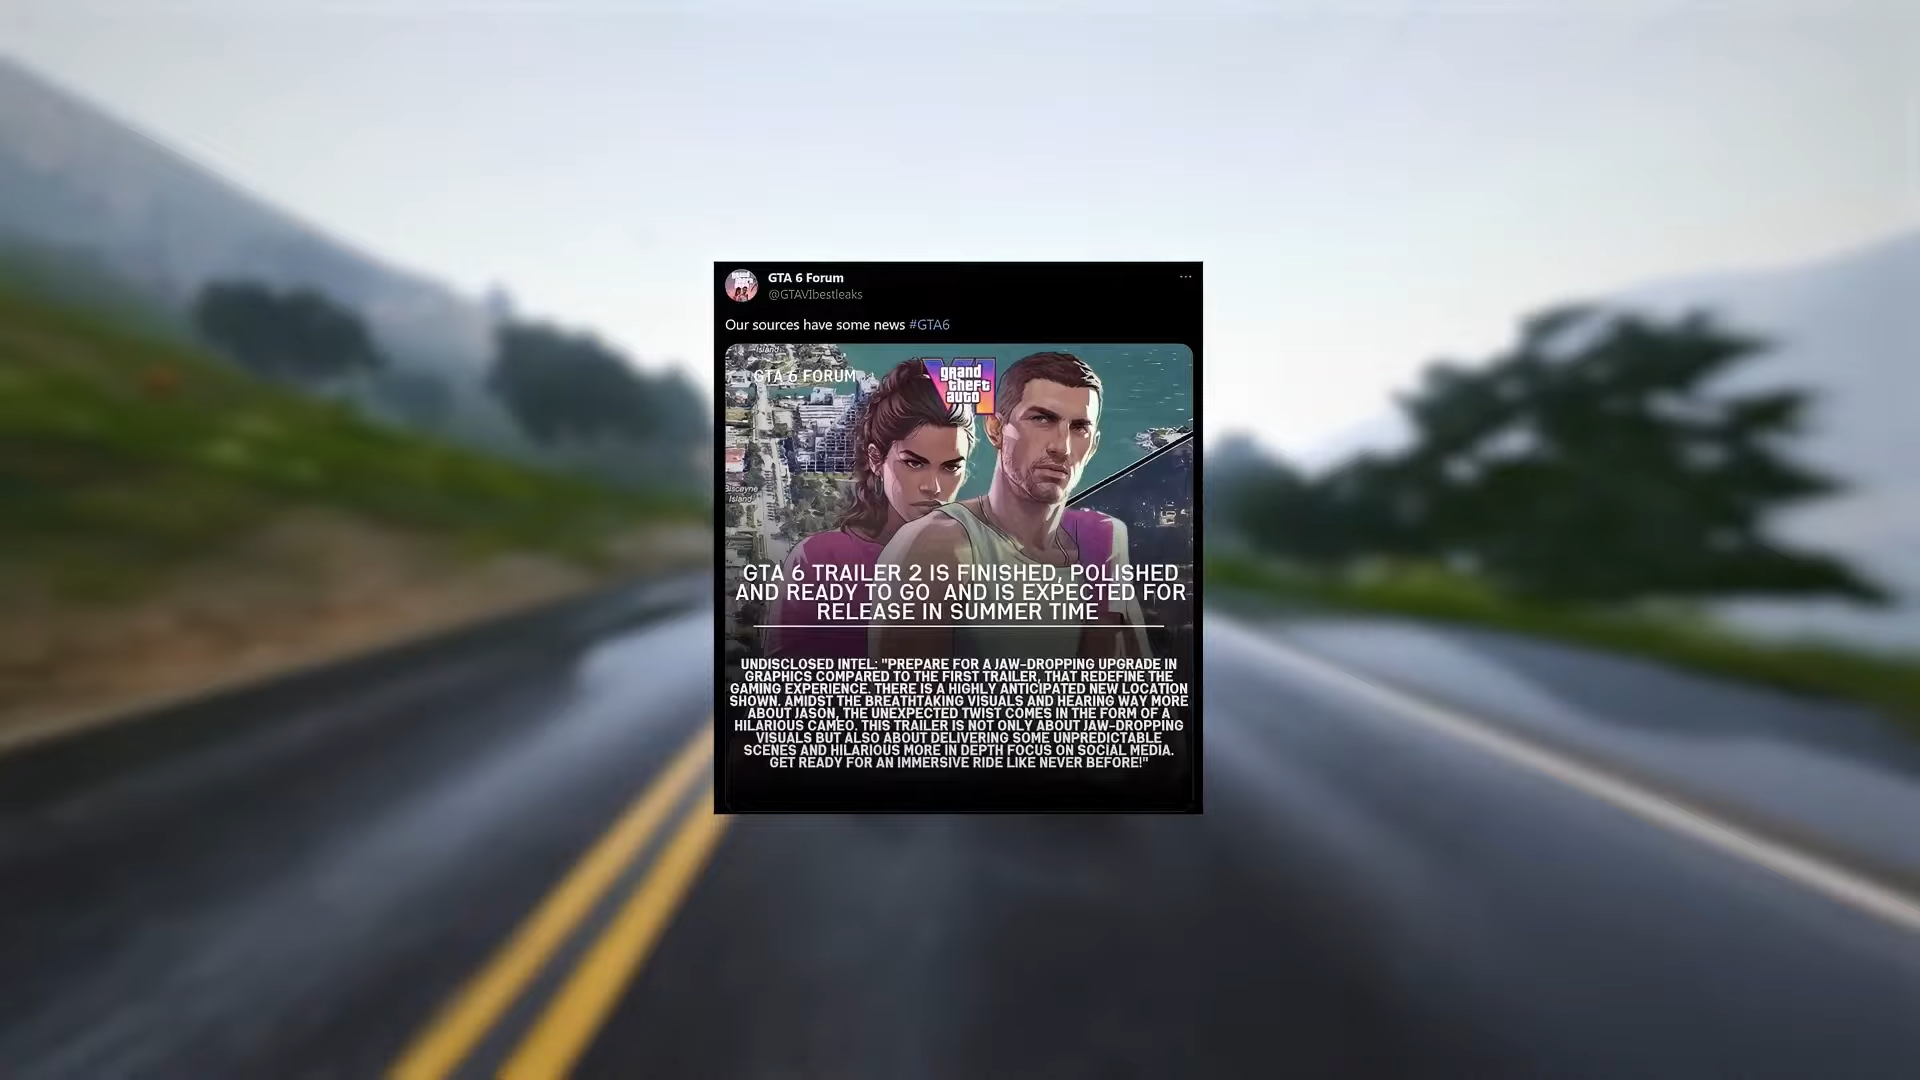 GTA 6 Forum
@GTAVIbestleaks
Our sources have some news #GTA6
Island
GTA 6 FORUM
grand
theft
auto
VI
Biscayne
Island
GTA 6 TRAILER 2 IS FINISHED, POLISHED
AND READY TO GO AND IS EXPECTED FOR
RELEASE IN SUMMER TIME
UNDISCLOSED INTEL: "PREPARE FOR A JAW-DROPPING UPGRADE IN
GRAPHICS COMPARED TO THE FIRST TRAILER, THAT REDEFINE THE
GAMING EXPERIENCE. THERE IS A HIGHLY ANTICIPATED NEW LOCATION
SHOWN. AMIDST THE BREATHTAKING VISUALS AND HEARING WAY MORE
ABOUT JASON, THE UNEXPECTED TWIST COMES IN THE FORM OF A
HILARIOUS CAMEO. THIS TRAILER IS NOT ONLY ABOUT JAW-DROPPING
VISUALS BUT ALSO ABOUT DELIVERING SOME UNPREDICTABLE
SCENES AND HILARIOUS MORE IN DEPTH FOCUS ON SOCIAL MEDIA.
GET READY FOR AN IMMERSIVE RIDE LIKE NEVER BEFORE!"